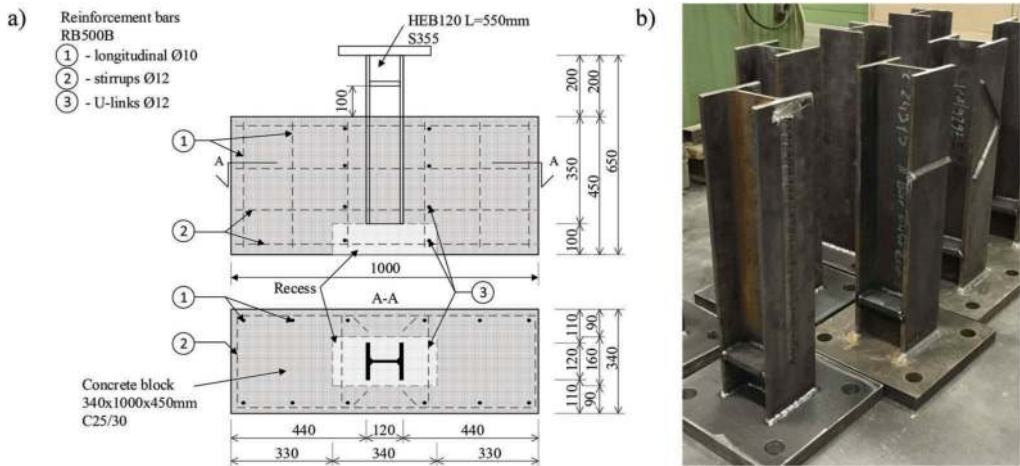 a)
Reinforcement bars
RB500B
1 - longitudinal Ø10
2 - stirrups Ø12
3 - U-links Ø12
HEB120 L=550mm
S355
100
200
200
1
A
A
350
450
650
2
100
1000
Recess
A-A
3
1
2
110
90
120
160
340
110
90
Concrete block
340x1000x450mm
C25/30
440
120
440
330
340
330
b)